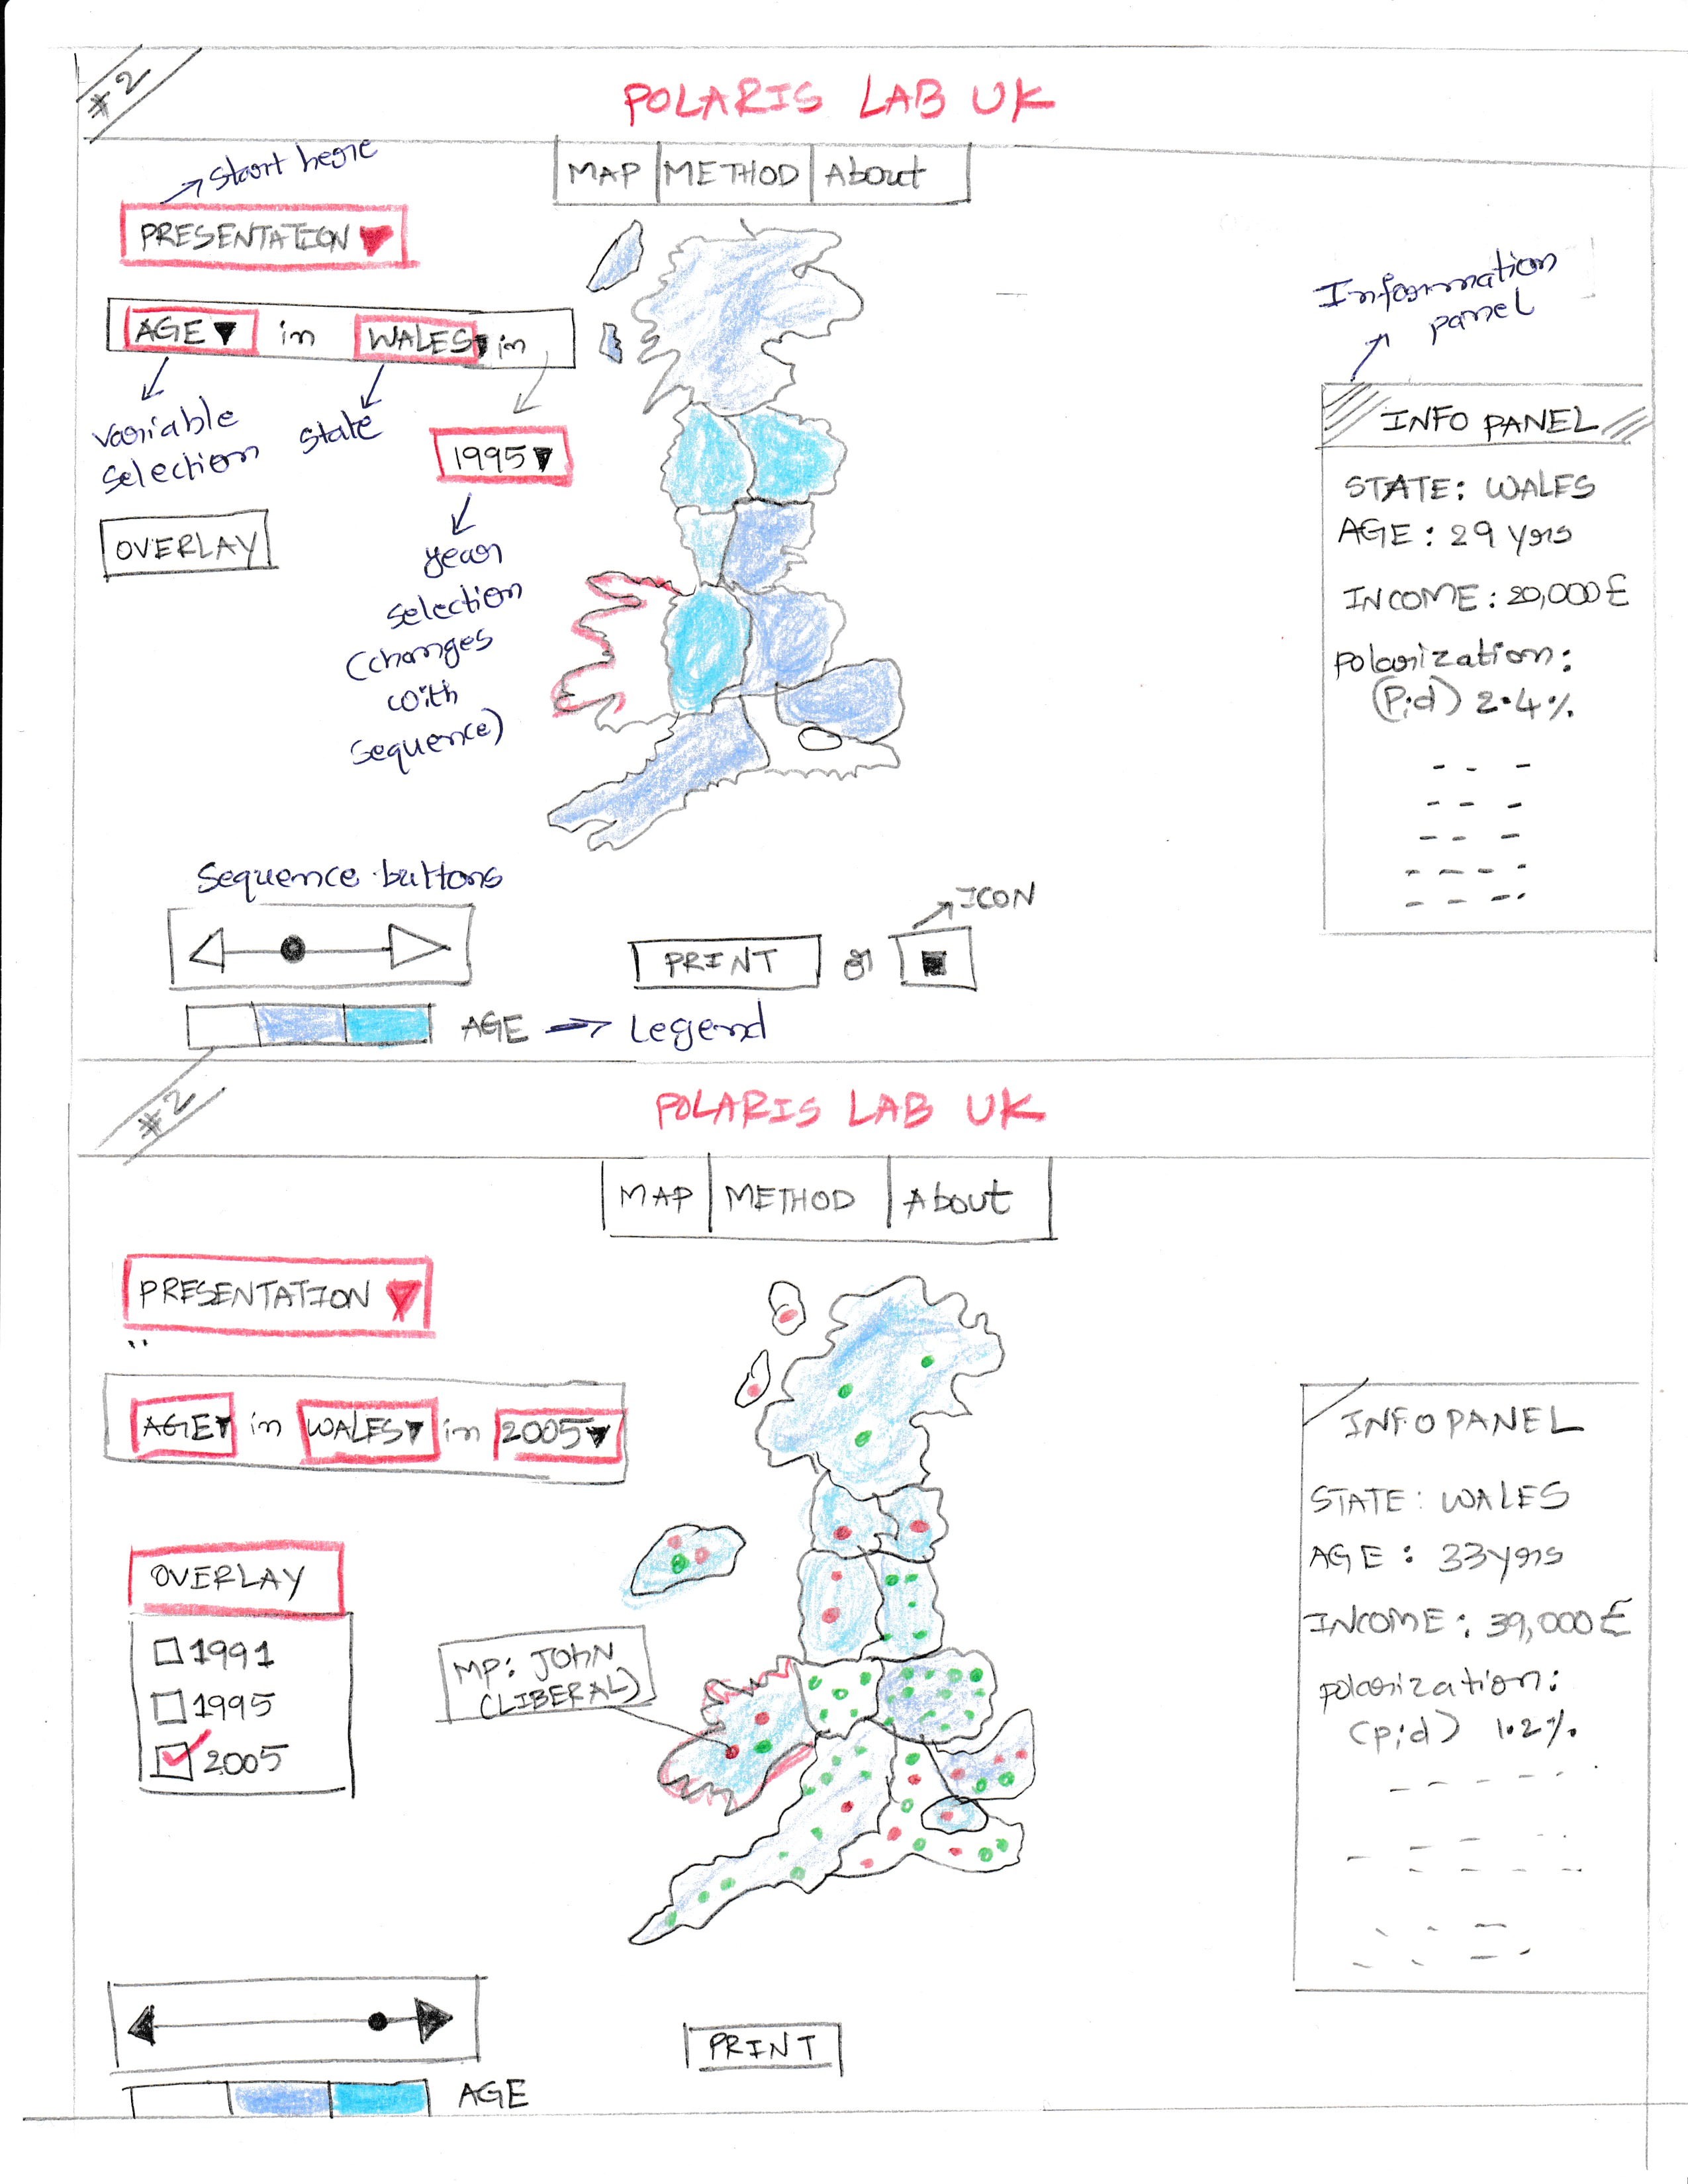 #2
POLARIS LAB UK
MAP METHOD About
Start here
PRESENTATION
AGE in WALES in
Variable
selection
state
1995
year
selection
(changes
with
sequence)
OVERLAY
Information
panel
INFO PANEL
STATE: WALES
AGE: 29 yrs
INCOME: 20,000£
polarization:
(P.d) 2.4%
Sequence buttons
PRINT or
ICON
AGE → Legend
#2
POLARIS LAB UK
MAP METHOD About
PRESENTATION
AGE in WALES in 2005
OVERLAY
1991
1995
2005
MP: JOHN
(LIBERAL)
INFO PANEL
STATE: WALES
AGE: 33yrs
INCOME: 39,000£
polarization:
(P.d) 1.2%
PRINT
AGE